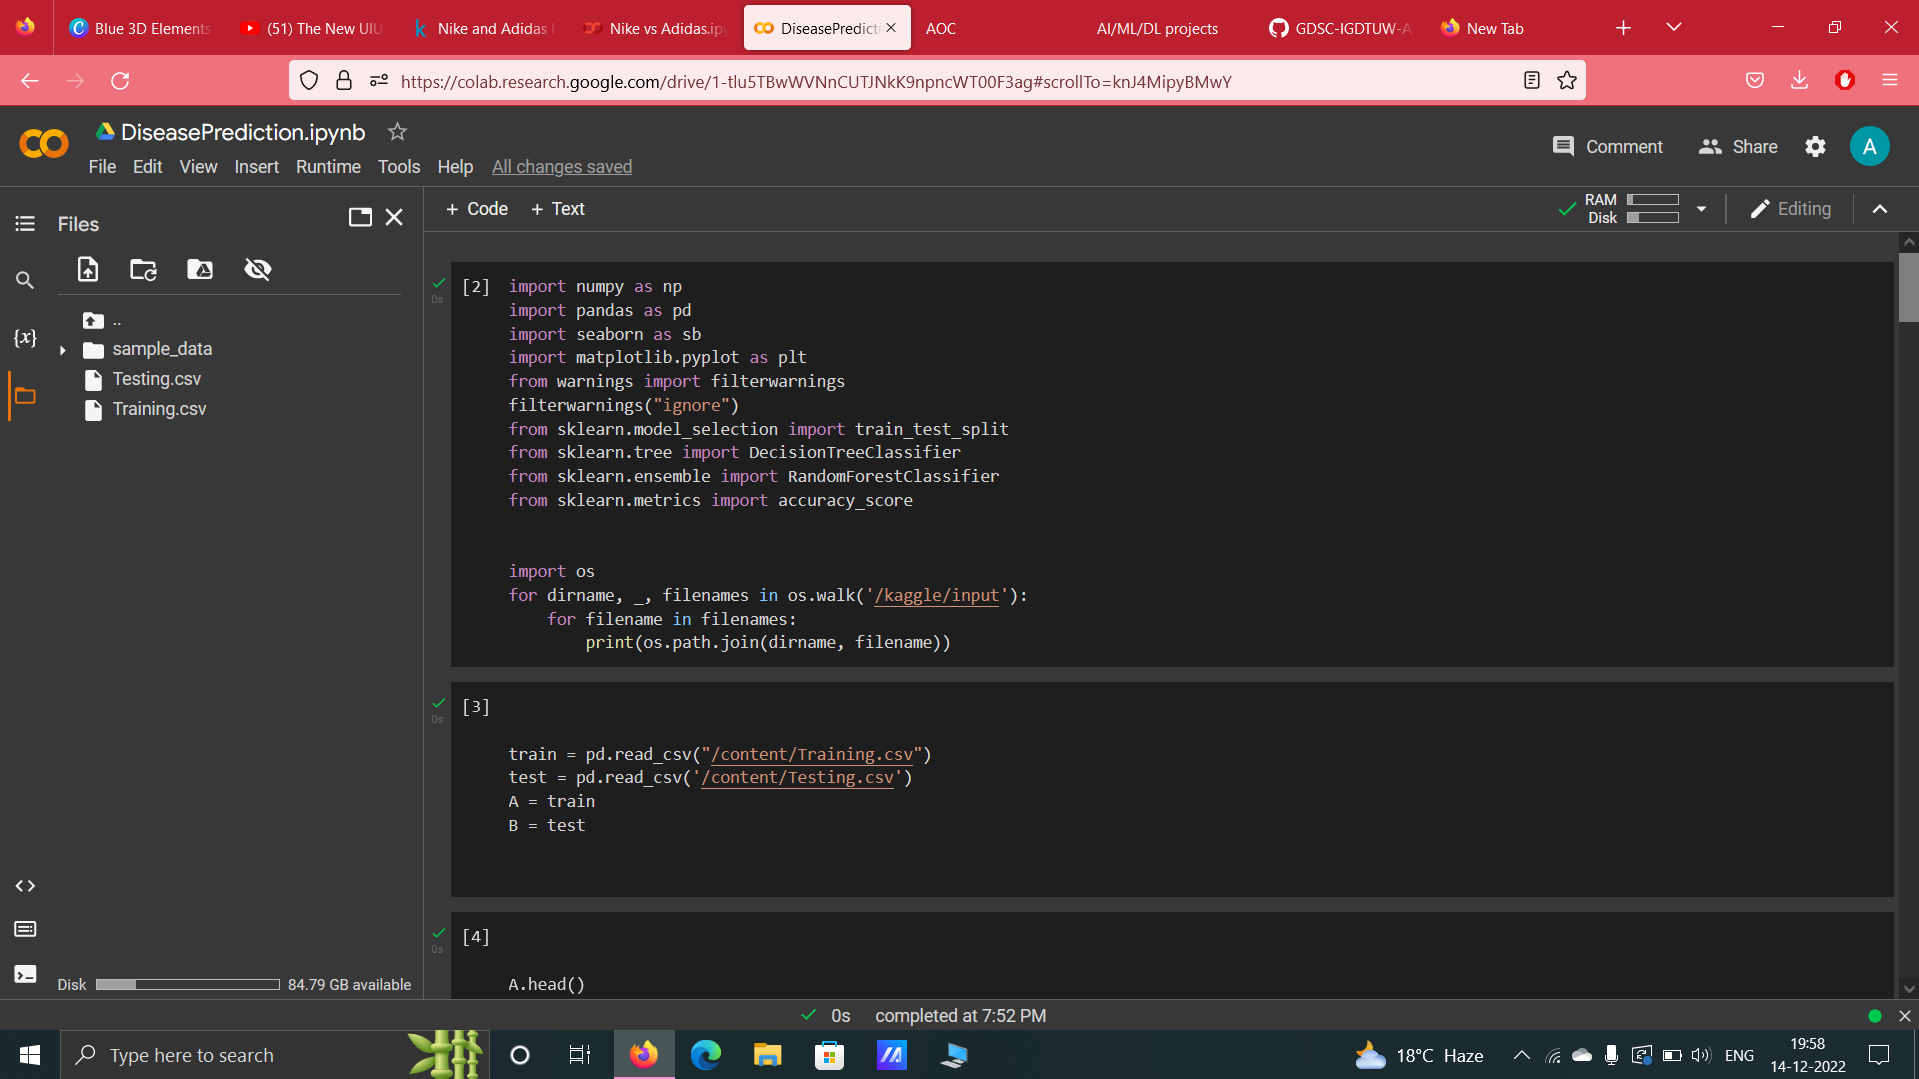 Blue 3D Elements
(51) The New UIU
Nike and Adidas
Nike vs Adidas.ipy
DiseasePredicti
AOC
AI/ML/DL projects
GDSC-IGDTUW-A
New Tab
https://colab.research.google.com/drive/1-tlu5TBwWVNnCUTJNkK9npncWT00F3ag#scrollTo=knJ4MipyBMwY
DiseasePrediction.ipynb
Comment
Share
A
File Edit View Insert Runtime Tools Help All changes saved
Files
+ Code + Text
RAM
Disk
Editing
..
sample_data
Testing.csv
Training.csv
{x}
0s
[2] import numpy as np
import pandas as pd
import seaborn as sb
import matplotlib.pyplot as plt
from warnings import filterwarnings
filterwarnings("ignore")
from sklearn.model_selection import train_test_split
from sklearn.tree import DecisionTreeClassifier
from sklearn.ensemble import RandomForestClassifier
from sklearn.metrics import accuracy_score
import os
for dirname, _, filenames in os.walk('/kaggle/input'):
for filename in filenames:
print(os.path.join(dirname, filename))
0s
[3]
train = pd.read_csv("/content/Training.csv")
test = pd.read_csv('/content/Testing.csv')
A = train
B = test
0s
[4]
A.head()
Disk 84.79 GB available
0s completed at 7:52 PM
Type here to search
18°C Haze
ENG
19:58
14-12-2022